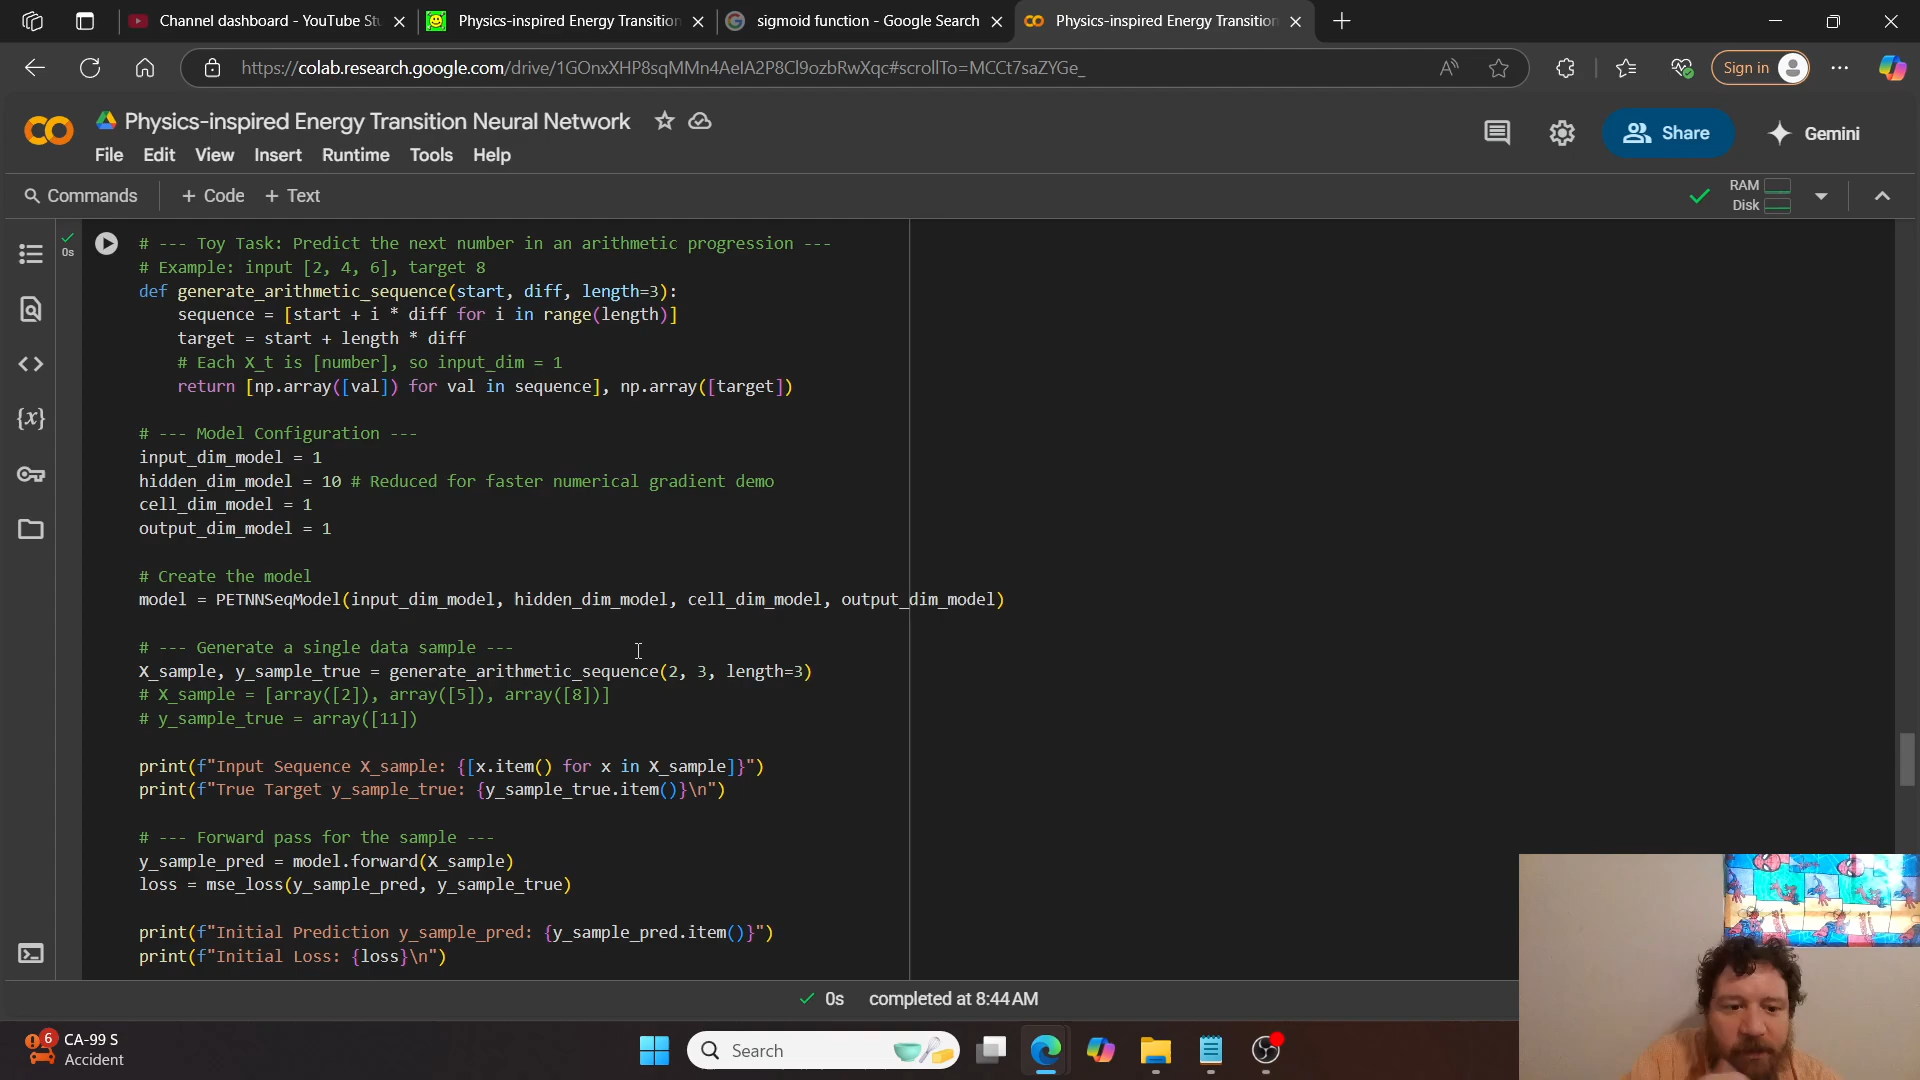 Channel dashboard - YouTube Stu
Physics-inspired Energy Transition
sigmoid function - Google Search
Physics-inspired Energy Transition
https://colab.research.google.com/drive/1GOnxXHP8sqMMn4AelA2P8Cl9ozbRwXqc#scrollTo=MCCt7saZYGe_
Sign in
Physics-inspired Energy Transition Neural Network
Share
Gemini
File Edit View Insert Runtime Tools Help
Commands + Code + Text
RAM
Disk
0s
# --- Toy Task: Predict the next number in an arithmetic progression ---
# Example: input [2, 4, 6], target 8
def generate_arithmetic_sequence(start, diff, length=3):
    sequence = [start + i * diff for i in range(length)]
    target = start + length * diff
    # Each X_t is [number], so input_dim = 1
    return [np.array([val]) for val in sequence], np.array([target])
# --- Model Configuration ---
input_dim_model = 1
hidden_dim_model = 10 # Reduced for faster numerical gradient demo
cell_dim_model = 1
output_dim_model = 1
# Create the model
model = PETNNSeqModel(input_dim_model, hidden_dim_model, cell_dim_model, output_dim_model)
# --- Generate a single data sample ---
X_sample, y_sample_true = generate_arithmetic_sequence(2, 3, length=3)
# X_sample = [array([2]), array([5]), array([8])]
# y_sample_true = array([11])
print(f"Input Sequence X_sample: {[x.item() for x in X_sample]}")
print(f"True Target y_sample_true: {y_sample_true.item()}\n")
# --- Forward pass for the sample ---
y_sample_pred = model.forward(X_sample)
loss = mse_loss(y_sample_pred, y_sample_true)
print(f"Initial Prediction y_sample_pred: {y_sample_pred.item()}")
print(f"Initial Loss: {loss}\n")
0s completed at 8:44 AM
6
CA-99 S
Accident
Search